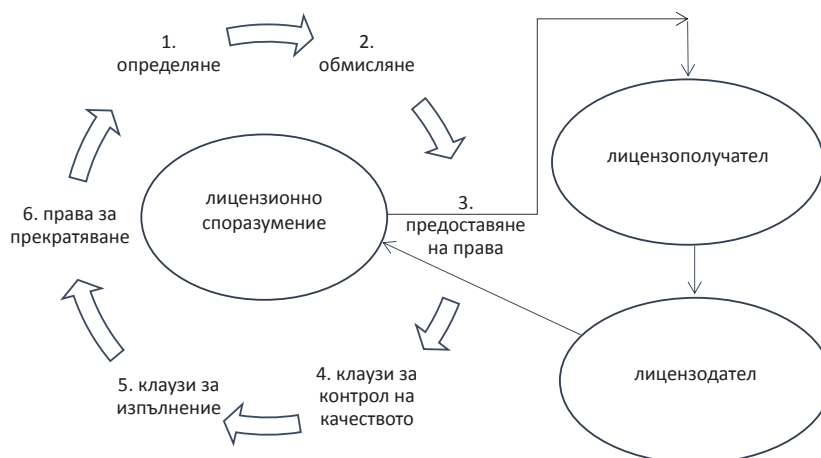 1.
определяне
2.
обмисляне
3.
предоставяне
на права
4. клаузи за
контрол на
качеството
5. клаузи за
изпълнение
6. права за
прекратяване
лицензионно
споразумение
лицензополучател
лицензодател